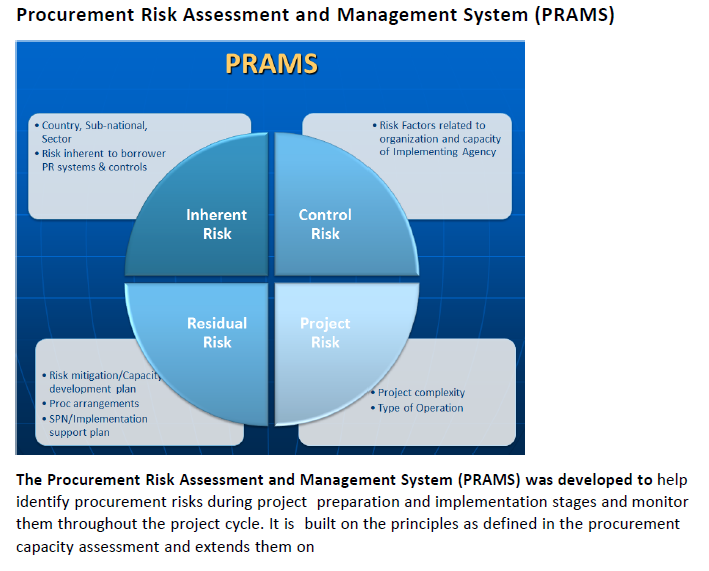 Procurement Risk Assessment and Management System (PRAMS)
PRAMS
• Country, Sub-national,
Sector
• Risk inherent to borrower
PR systems & controls
• Risk Factors related to
organization and capacity
of Implementing Agency
Inherent
Risk
Control
Risk
Residual
Risk
Project
Risk
• Risk mitigation/Capacity
development plan
• Proc arrangements
• SPN/Implementation
support plan
• Project complexity
• Type of Operation
The Procurement Risk Assessment and Management System (PRAMS) was developed to help
identify procurement risks during project preparation and implementation stages and monitor
them throughout the project cycle. It is built on the principles as defined in the procurement
capacity assessment and extends them on